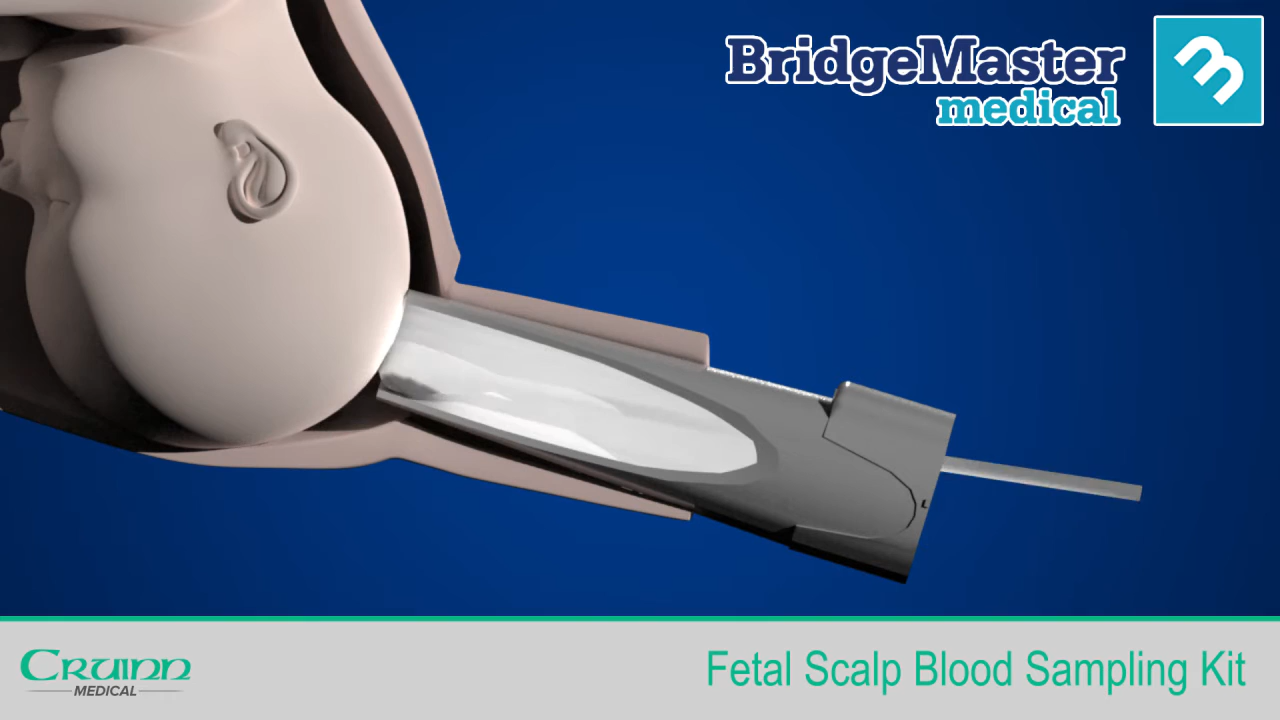 BridgeMaster
medical
Cruinn
MEDICAL
Fetal Scalp Blood Sampling Kit